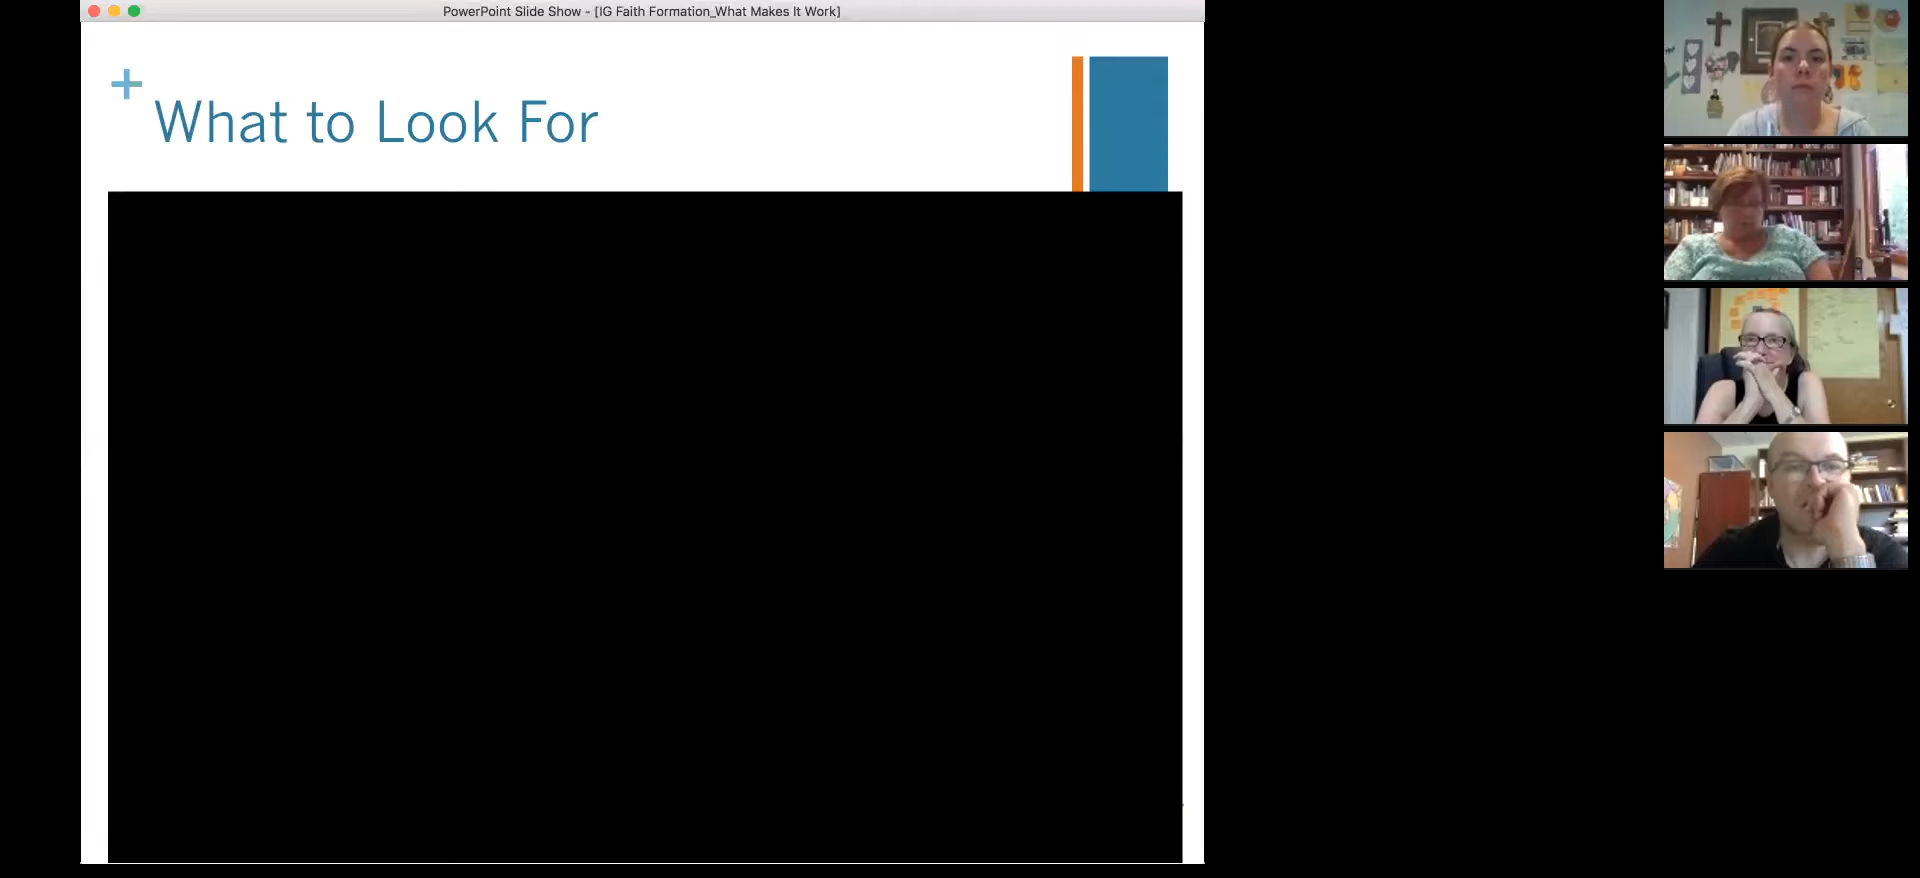 PowerPoint Slide Show - [IG Faith Formation_What Makes It Work]
+
What to Look For